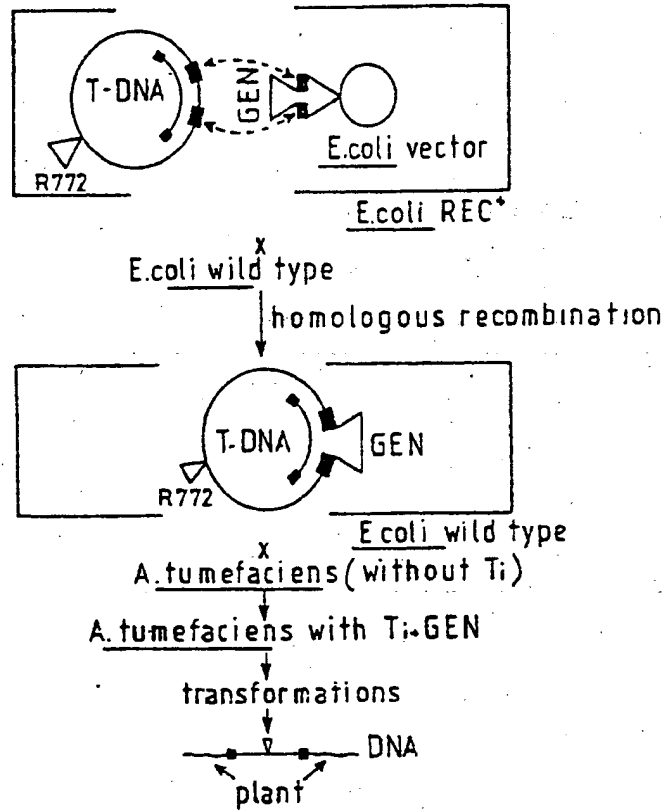 T-DNA
GEN
R772
E.coli vector
E.coli REC+
x
E.coli wild type
homologous recombination
T-DNA
GEN
R772
E coli wild type
x
A.tumefaciens (without Ti)
A.tumefaciens with Ti+GEN
transformations
DNA
plant